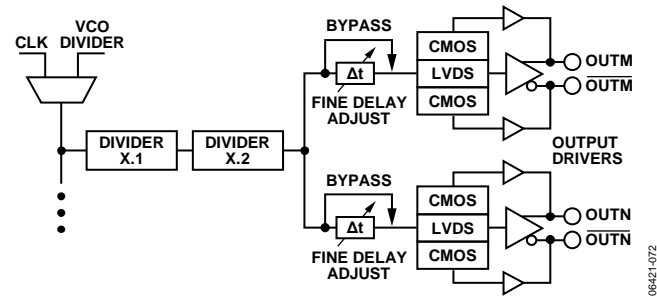 CLK
VCO
DIVIDER
DIVIDER
X.1
DIVIDER
X.2
BYPASS
Δt
FINE DELAY
ADJUST
CMOS
LVDS
CMOS
OUTM
OUTM
OUTPUT
DRIVERS
BYPASS
Δt
FINE DELAY
ADJUST
CMOS
LVDS
CMOS
OUTN
OUTN
06421-072